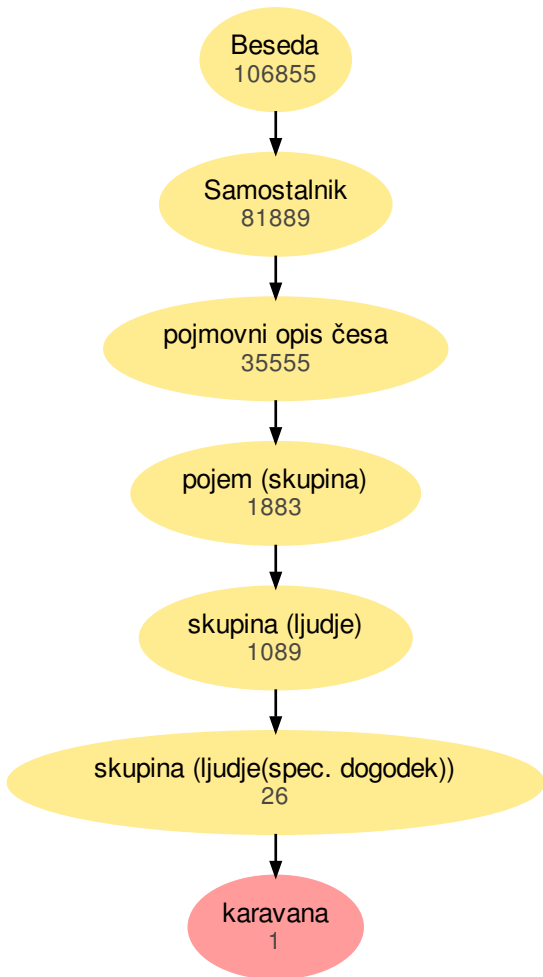 Beseda
106855
Samostalnik
81889
pojmovni opis česa
35555
pojem (skupina)
1883
skupina (ljudje)
1089
skupina (ljudje(spec. dogodek))
26
karavana
1